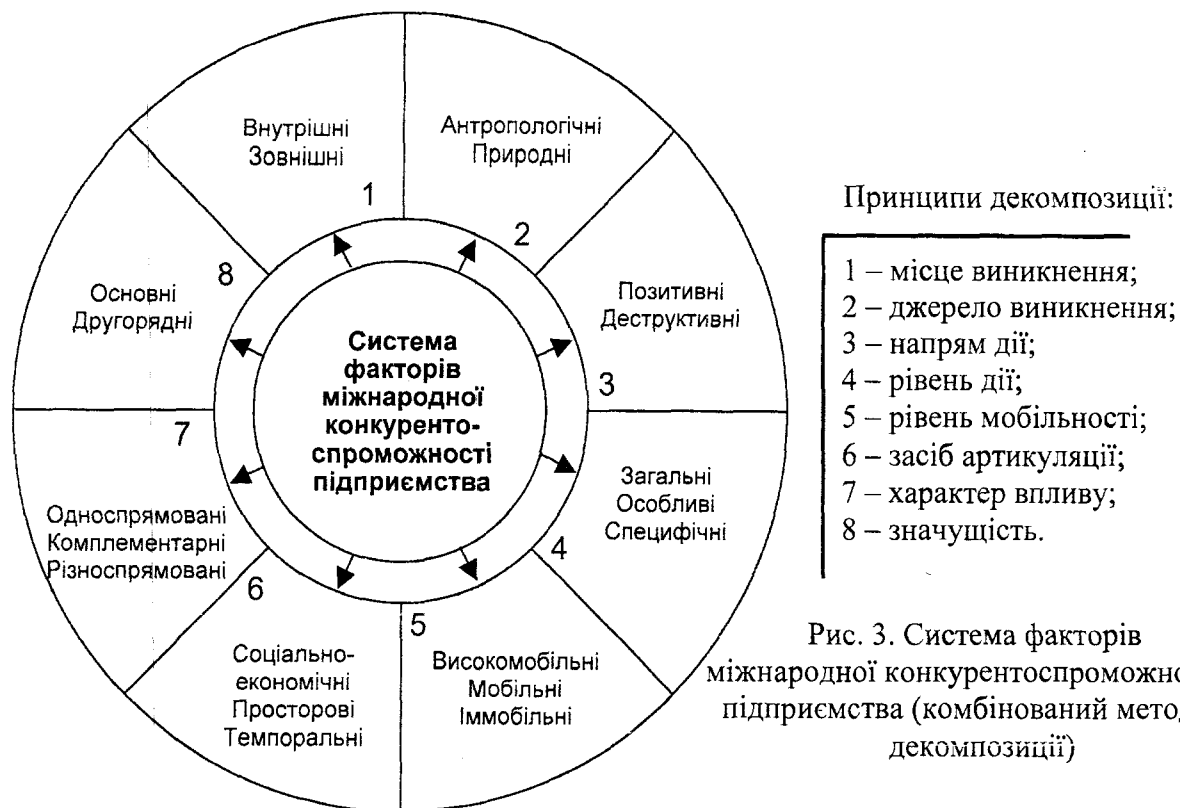 Внутрішні
Зовнішні
1
Антропологічні
Природні
2
Позитивні
Деструктивні
3
Загальні
Особливі
Специфічні
4
Високомобільні
Мобільні
Іммобільні
5
Соціально-
економічні
Просторові
Темпоральні
6
Односпрямовані
Комплементарні
Різноспрямовані
7
Основні
Другорядні
8
Система
факторів
міжнародної
конкуренто-
спроможності
підприємства
Принципи декомпозиції:
1 – місце виникнення;
2 – джерело виникнення;
3 – напрям дії;
4 – рівень дії;
5 – рівень мобільності;
6 – засіб артикуляції;
7 – характер впливу;
8 – значущість.
Рис. 3. Система факторів
міжнародної конкурентоспроможно
підприємства (комбінований мето
декомпозиції)